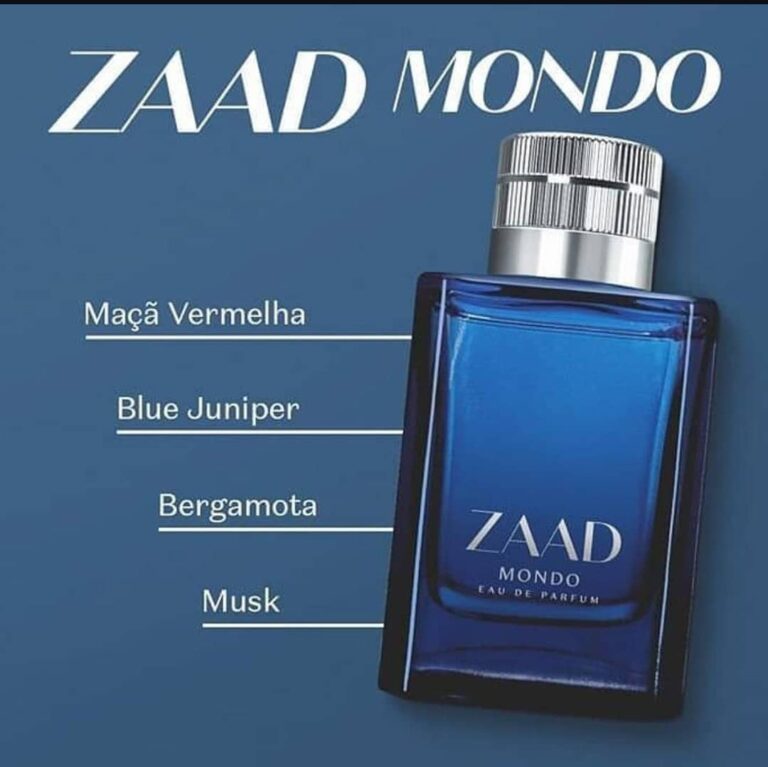 ZAAD MONDO
Maçã Vermelha
Blue Juniper
Bergamota
Musk
ZAAD
MONDO
EAU DE PARFUM